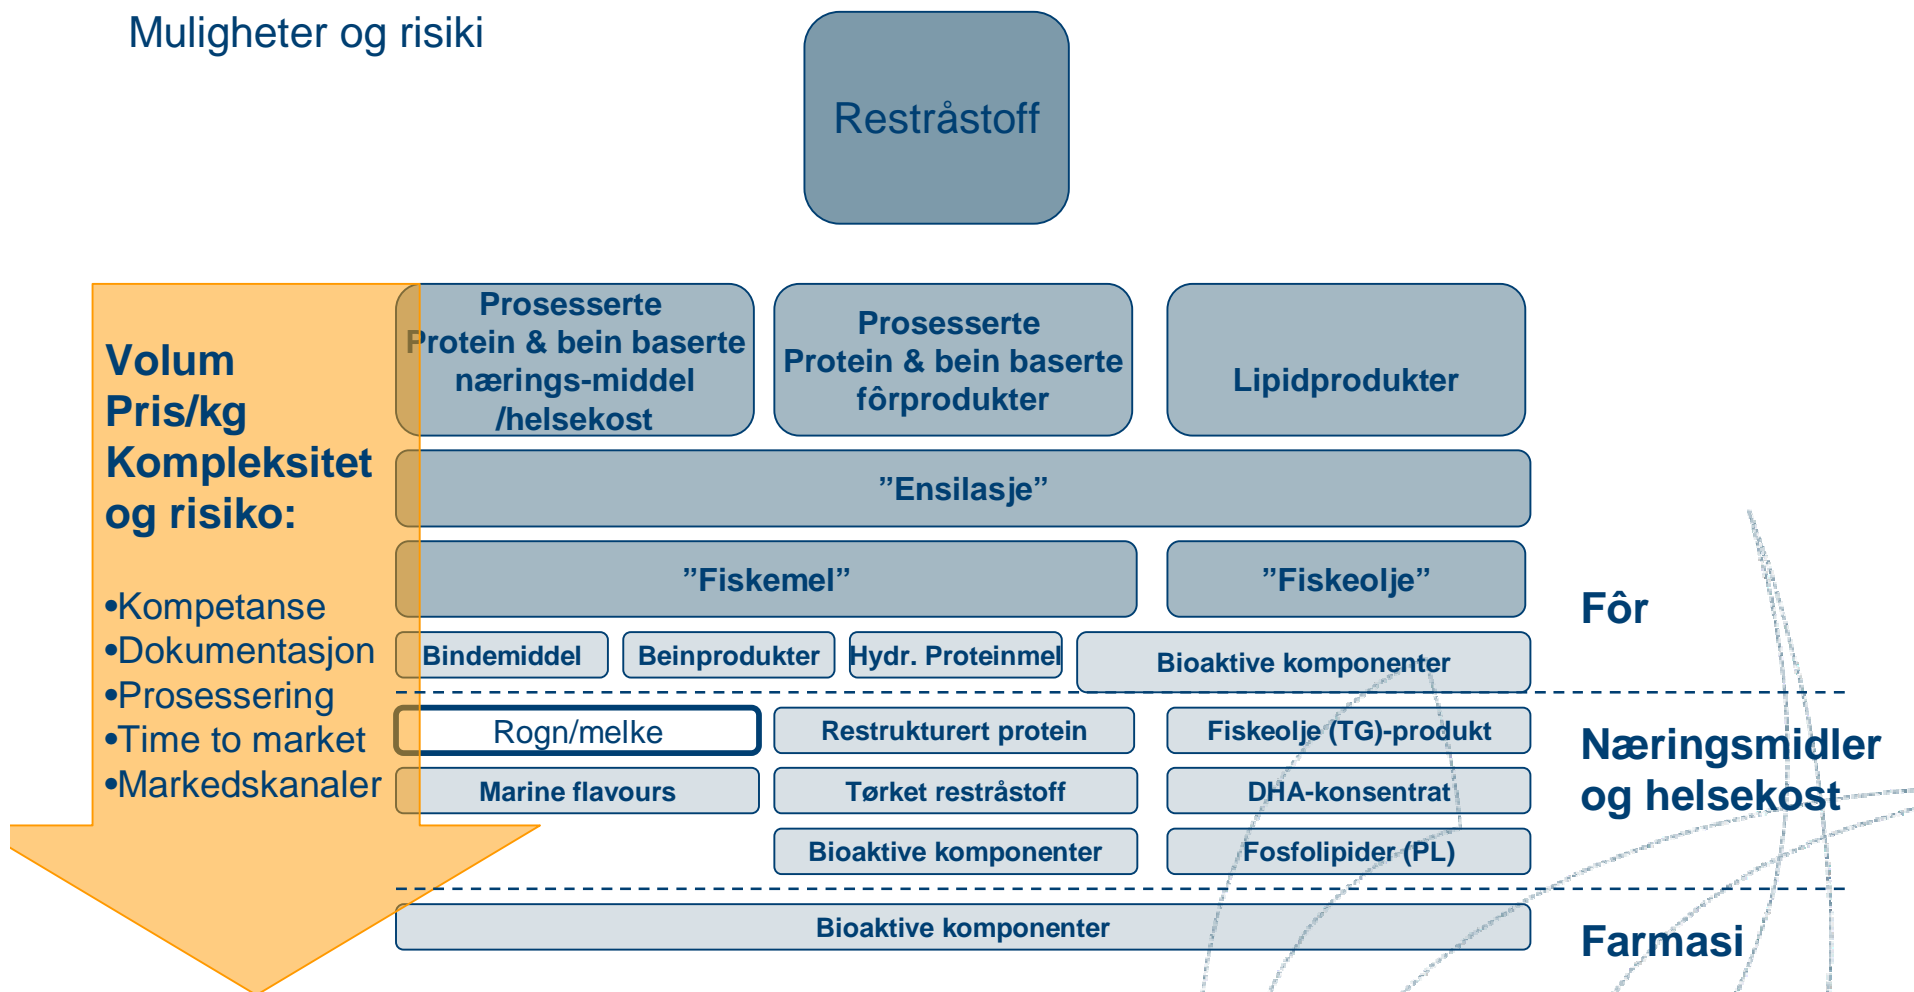 Muligheter og risiki
Restråstoff
Volum
Pris/kg
Kompleksitet
og risiko:
•Kompetanse
•Dokumentasjon
•Prosessering
•Time to market
•Markedskanaler
Prosesserte
Protein & bein baserte
nærings-middel
/helsekost
Prosesserte
Protein & bein baserte
fôrprodukter
Lipidprodukter
”Ensilasje”
”Fiskemel”
”Fiskeolje”
Bindemiddel
Beinprodukter
Hydr. Proteinmel
Bioaktive komponenter
Fôr
Rogn/melke
Restrukturert protein
Fiskeolje (TG)-produkt
Marine flavours
Tørket restråstoff
DHA-konsentrat
Bioaktive komponenter
Fosfolipider (PL)
Næringsmidler
og helsekost
Bioaktive komponenter
Farmasi